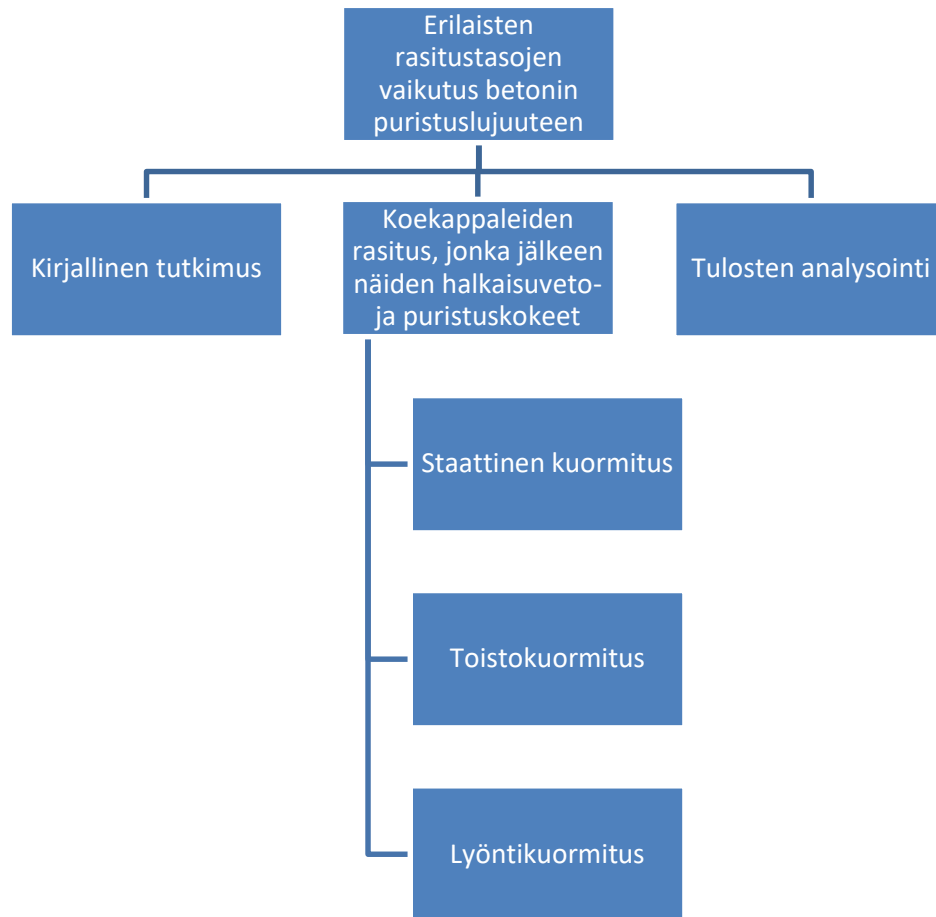 Erilaisten
rasitustasojen
vaikutus betonin
puristuslujuuteen
Kirjallinen tutkimus
Koekappaleiden
rasitus, jonka jälkeen
näiden halkaisuveto-
ja puristuskokeet
Tulosten analysointi
Staattinen kuormitus
Toistokuormitus
Lyöntikuormitus